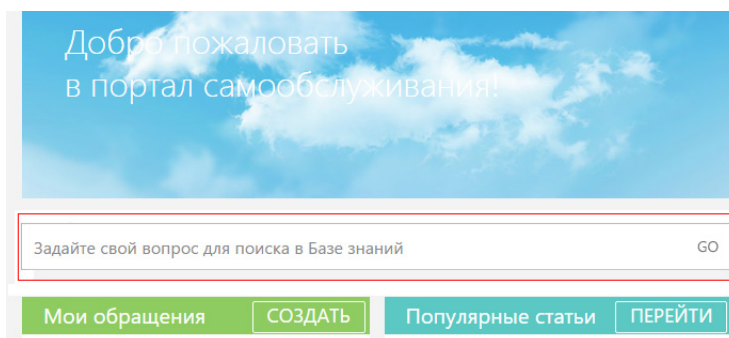 Добро пожаловать
в портал самообслуживания!
Задайте свой вопрос для поиска в Базе знаний GO
Мои обращения СОЗДАТЬ Популярные статьи ПЕРЕЙТИ